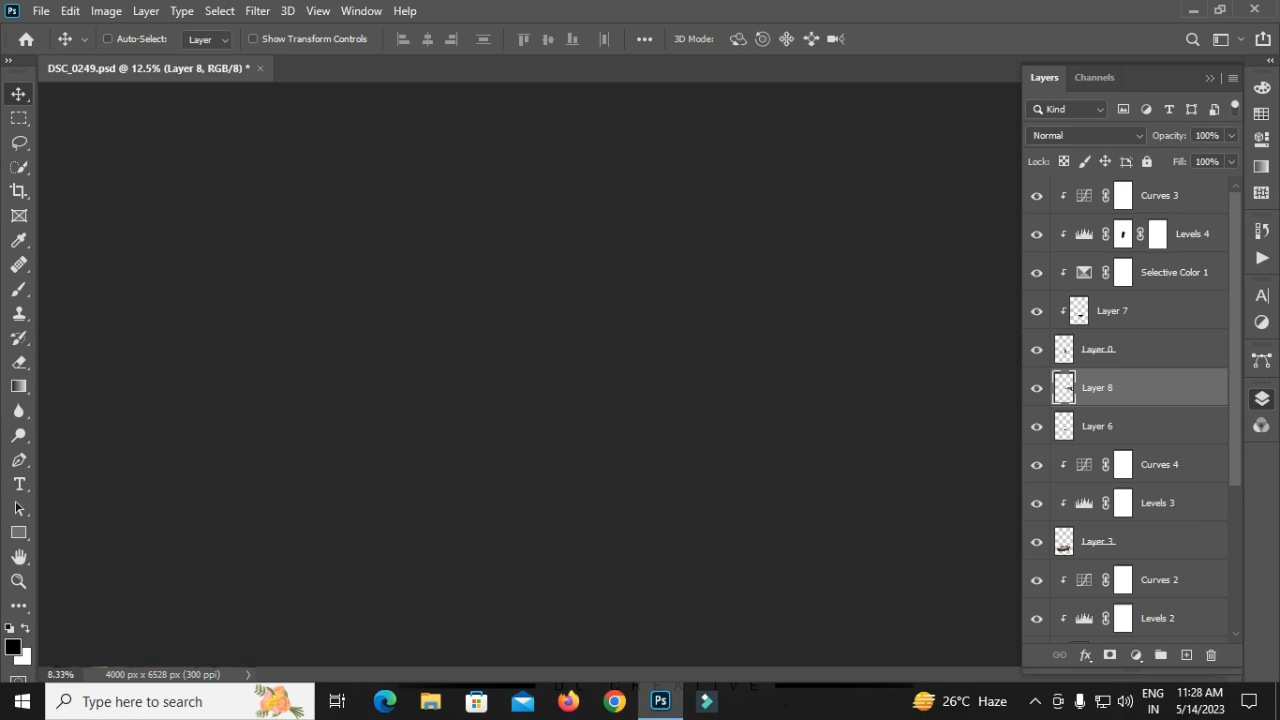 Ps File Edit Image Layer Type Select Filter 3D View Window Help
Auto-Select: Layer Show Transform Controls 3D Mode:
DSC_0249.psd @ 12.5% (Layer 8, RGB/8) *
Layers Channels
Kind
Normal Opacity: 100%
Lock: Fill: 100%
Curves 3
Levels 4
Selective Color 1
Layer 7
Layer 0
Layer 8
Layer 6
Curves 4
Levels 3
Layer 3
Curves 2
Levels 2
fx
8.33% 4000 px x 6528 px (300 ppi)
Type here to search
Ps
26°C Haze
ENG
IN
11:28 AM
5/14/2023